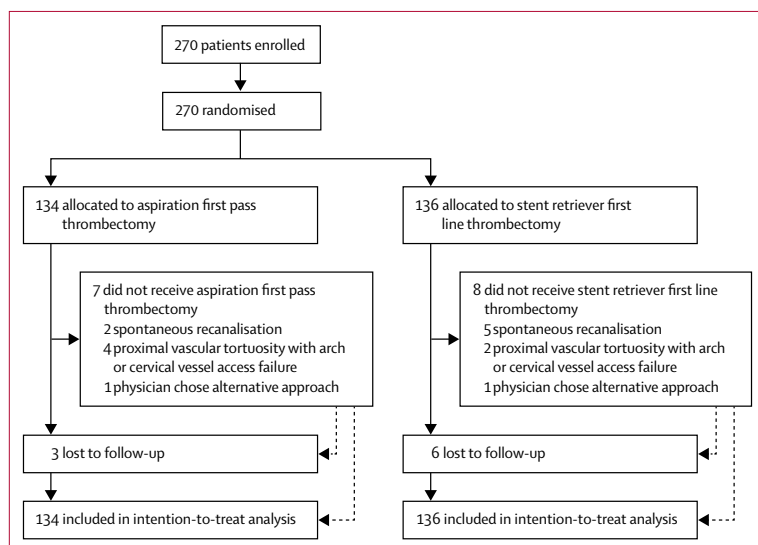 270 patients enrolled
270 randomised
134 allocated to aspiration first pass
thrombectomy
136 allocated to stent retriever first
line thrombectomy
7 did not receive aspiration first pass
thrombectomy
2 spontaneous recanalisation
4 proximal vascular tortuosity with arch
or cervical vessel access failure
1 physician chose alternative approach
8 did not receive stent retriever first line
thrombectomy
5 spontaneous recanalisation
2 proximal vascular tortuosity with arch
or cervical vessel access failure
1 physician chose alternative approach
3 lost to follow-up
6 lost to follow-up
134 included in intention-to-treat analysis
136 included in intention-to-treat analysis